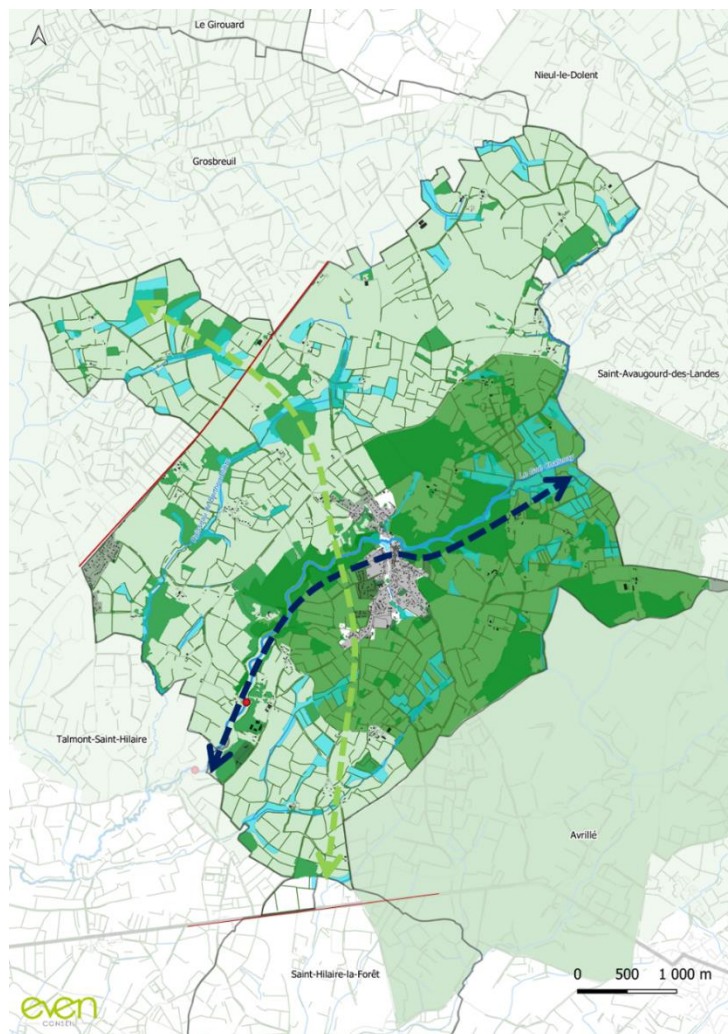 Le Girouard
Nieul-le-Dolent
Grosbreuil
Saint-Avaugourd-des-Landes
Talmont-Saint-Hilaire
Avrillé
Saint-Hilaire-la-Forêt
0 500 1 000 m
even
CONSEIL